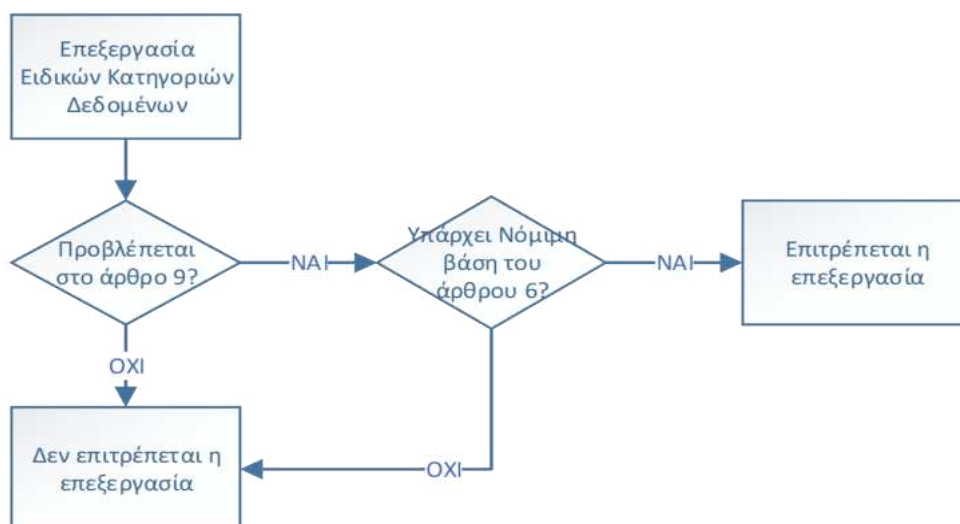 Επεξεργασία
Ειδικών Κατηγοριών
Δεδομένων
Προβλέπεται
στο άρθρο 9?
ΝΑΙ
Υπάρχει Νόμιμη
βάση του
άρθρου 6?
ΝΑΙ
Επιτρέπεται η
επεξεργασία
ΟΧΙ
Δεν επιτρέπεται η
επεξεργασία
ΟΧΙ